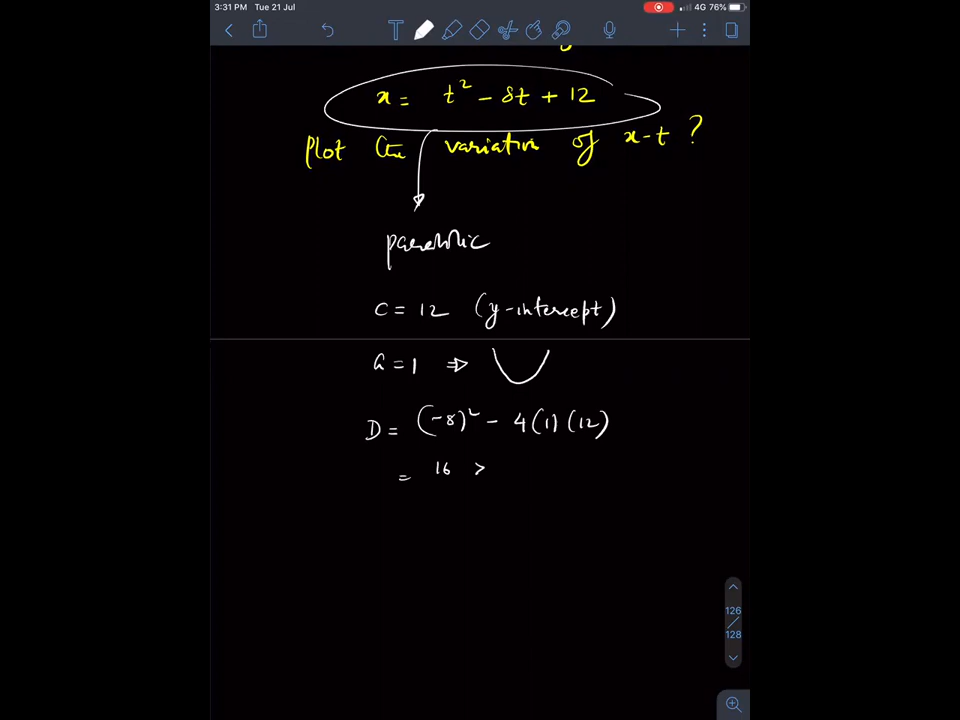 3:31 PM Tue 21 Jul 4G 76%
x = t² - 8t + 12
Plot the variation of x-t ?
parabolic
C = 12 (y-intercept)
a = 1 ⇒
D = (-8)² - 4(1)(12)
= 16 >
126
128